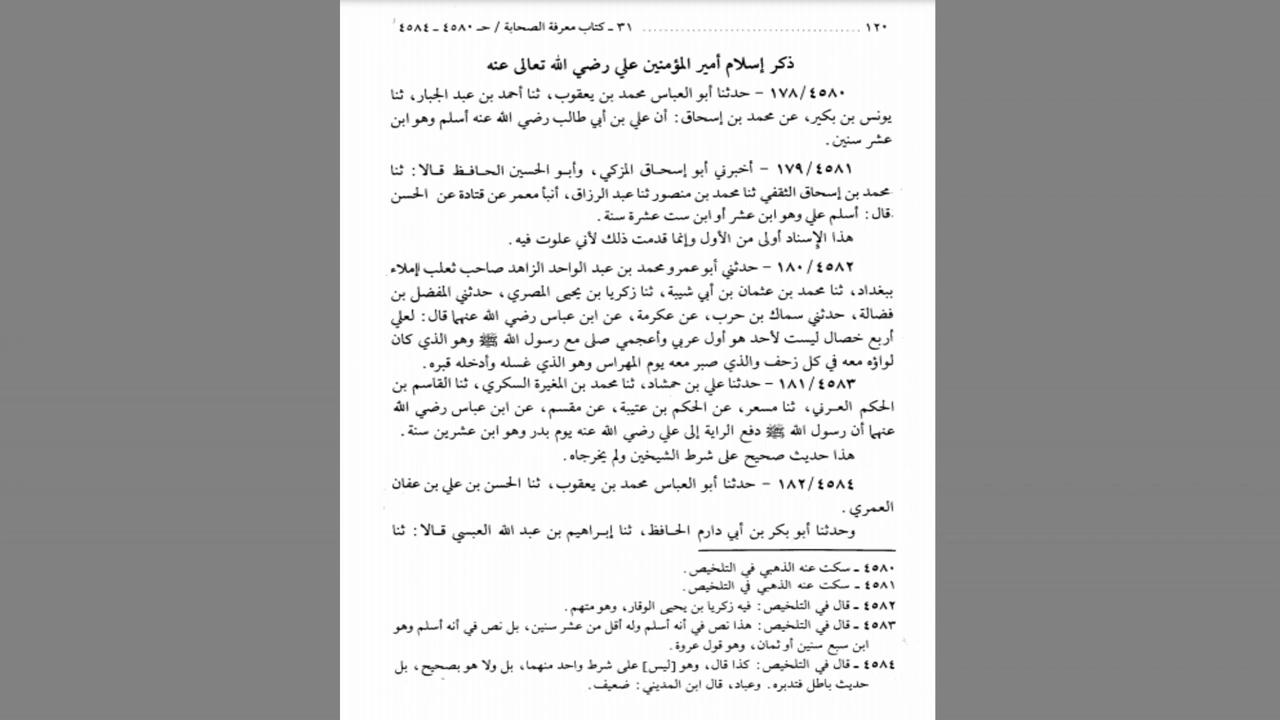 ١٢٠ ........................................ ٣١ ـ كتاب معرفة الصحابة / حـ ٤٥٨٠ ـ ٤٥٨٤
ذكر إسلام أمير المؤمنين علي رضي الله تعالى عنه
١٧٨/٤٥٨٠ - حدثنا أبو العباس محمد بن يعقوب، ثنا أحمد بن عبد الجبار، ثنا
يونس بن بكير، عن محمد بن إسحاق: أن علي بن أبي طالب رضي الله عنه أسلم وهو ابن
عشر سنين.
١٧٩/٤٥٨١ - أخبرني أبو إسحاق المزكي، وأبو الحسين الحافظ قالا: ثنا
محمد بن إسحاق الثقفي ثنا محمد بن منصور ثنا عبد الرزاق، أنبأ معمر عن قتادة عن الحسن
قال: أسلم علي وهو ابن عشر أو ابن ست عشرة سنة.
هذا الإسناد أولى من الأول وإنما قدمت ذلك لأني علوت فيه.
١٨٠/٤٥٨٢ - حدثني أبو عمرو محمد بن عبد الواحد الزاهد صاحب ثعلب إملاء
ببغداد، ثنا محمد بن عثمان بن أبي شيبة، ثنا زكريا بن يحيى المصري، حدثني المفضل بن
فضالة، حدثني سماك بن حرب، عن عكرمة، عن ابن عباس رضي الله عنهما قال: لعلي
أربع خصال ليست لأحد هو أول عربي وأعجمي صلى مع رسول الله ﷺ وهو الذي كان
لواؤه معه في كل زحف والذي صبر معه يوم المهراس وهو الذي غسله وأدخله قبره.
١٨١/٤٥٨٣ - حدثنا علي بن حمشاد، ثنا محمد بن المغيرة السكري، ثنا القاسم بن
الحكم العرني، ثنا مسعر، عن الحكم بن عتيبة، عن مقسم، عن ابن عباس رضي الله
عنهما أن رسول الله ﷺ دفع الراية إلى علي رضي الله عنه يوم بدر وهو ابن عشرين سنة.
هذا حديث صحيح على شرط الشيخين ولم يخرجاه.
١٨٢/٤٥٨٤ - حدثنا أبو العباس محمد بن يعقوب، ثنا الحسن بن علي بن عفان
العمري.
وحدثنا أبو بكر بن أبي دارم الحافظ، ثنا إبراهيم بن عبد الله العبسي قالا: ثنا
٤٥٨٠ ـ سكت عنه الذهبي في التلخيص.
٤٥٨١ ـ سكت عنه الذهبي في التلخيص.
٤٥٨٢ ـ قال في التلخيص: فيه زكريا بن يحيى الوقار، وهو متهم.
٤٥٨٣ ـ قال في التلخيص: هذا نص في أنه أسلم وله أقل من عشر سنين، بل نص في أنه أسلم وهو
ابن سبع سنين أو ثمان، وهو قول عروة.
٤٥٨٤ ـ قال في التلخيص: كذا قال، وهو [ليس] على شرط واحد منهما، بل ولا هو بصحيح، بل
حديث باطل فتدبره. وعباد، قال ابن المديني: ضعيف.